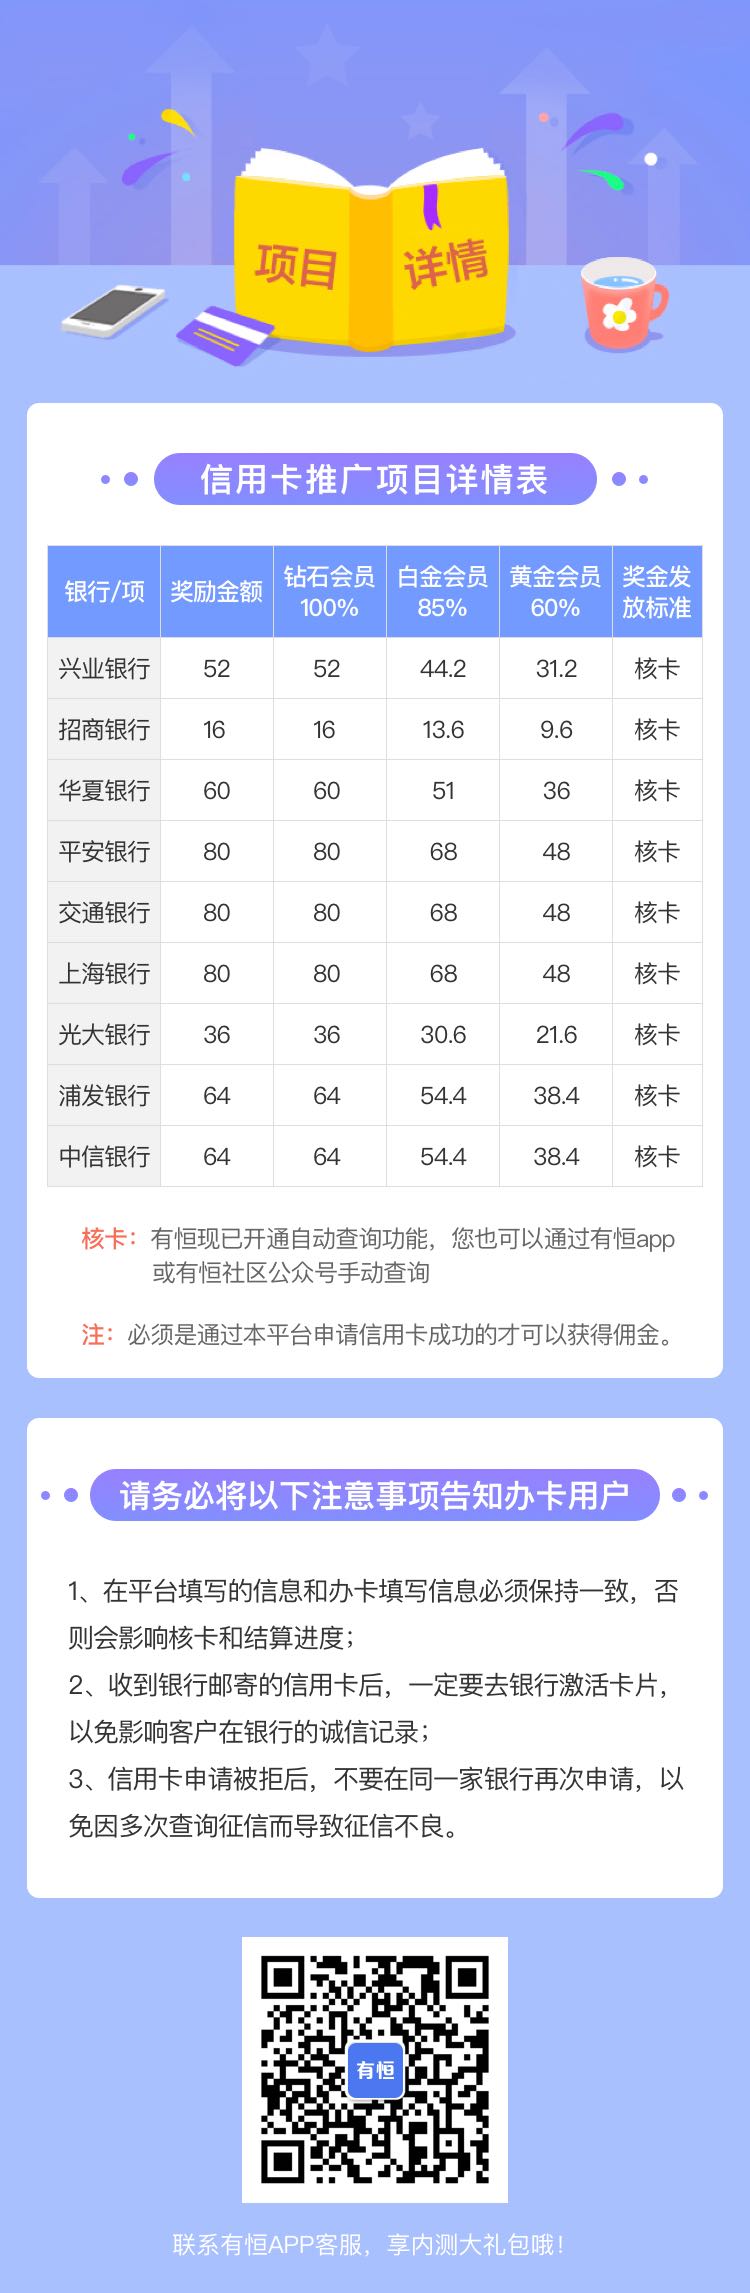 项目 详情
信用卡推广项目详情表
银行/项 奖励金额 钻石会员 100% 白金会员 85% 黄金会员 60% 奖金发放标准
兴业银行 52 52 44.2 31.2 核卡
招商银行 16 16 13.6 9.6 核卡
华夏银行 60 60 51 36 核卡
平安银行 80 80 68 48 核卡
交通银行 80 80 68 48 核卡
上海银行 80 80 68 48 核卡
光大银行 36 36 30.6 21.6 核卡
浦发银行 64 64 54.4 38.4 核卡
中信银行 64 64 54.4 38.4 核卡
核卡：有恒现已开通自动查询功能，您也可以通过有恒app
或有恒社区公众号手动查询
注：必须是通过本平台申请信用卡成功的才可以获得佣金。
请务必将以下注意事项告知办卡用户
1、在平台填写的信息和办卡填写信息必须保持一致，否
则会影响核卡和结算进度；
2、收到银行邮寄的信用卡后，一定要去银行激活卡片，
以免影响客户在银行的诚信记录；
3、信用卡申请被拒后，不要在同一家银行再次申请，以
免因多次查询征信而导致征信不良。
有恒
联系有恒APP客服，享内测大礼包哦！